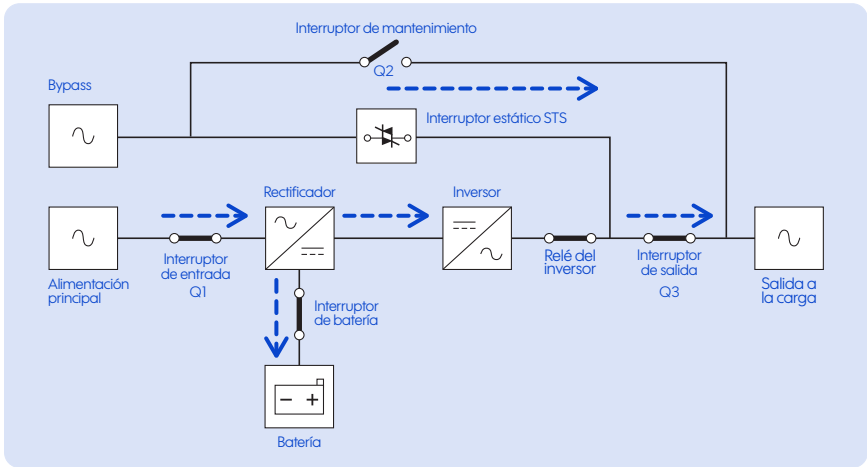 Interruptor de mantenimiento
Q2
Bypass
Interruptor estático STS
Rectificador
Inversor
Alimentación
principal
Interruptor
de entrada
Q1
Relé del
inversor
Interruptor
de salida
Q3
Salida a
la carga
Interruptor
de batería
Batería